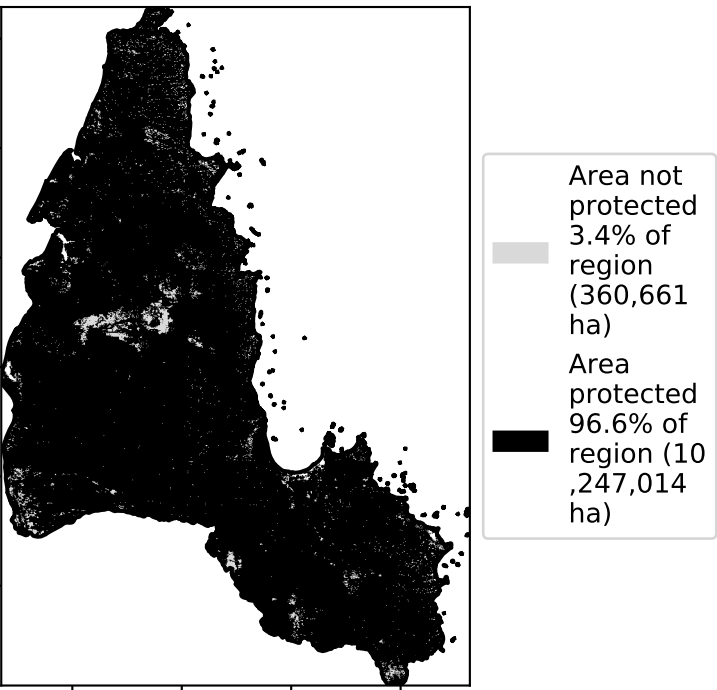 Area not
protected
3.4% of
region
(360,661
ha)
Area
protected
96.6% of
region (10
,247,014
ha)